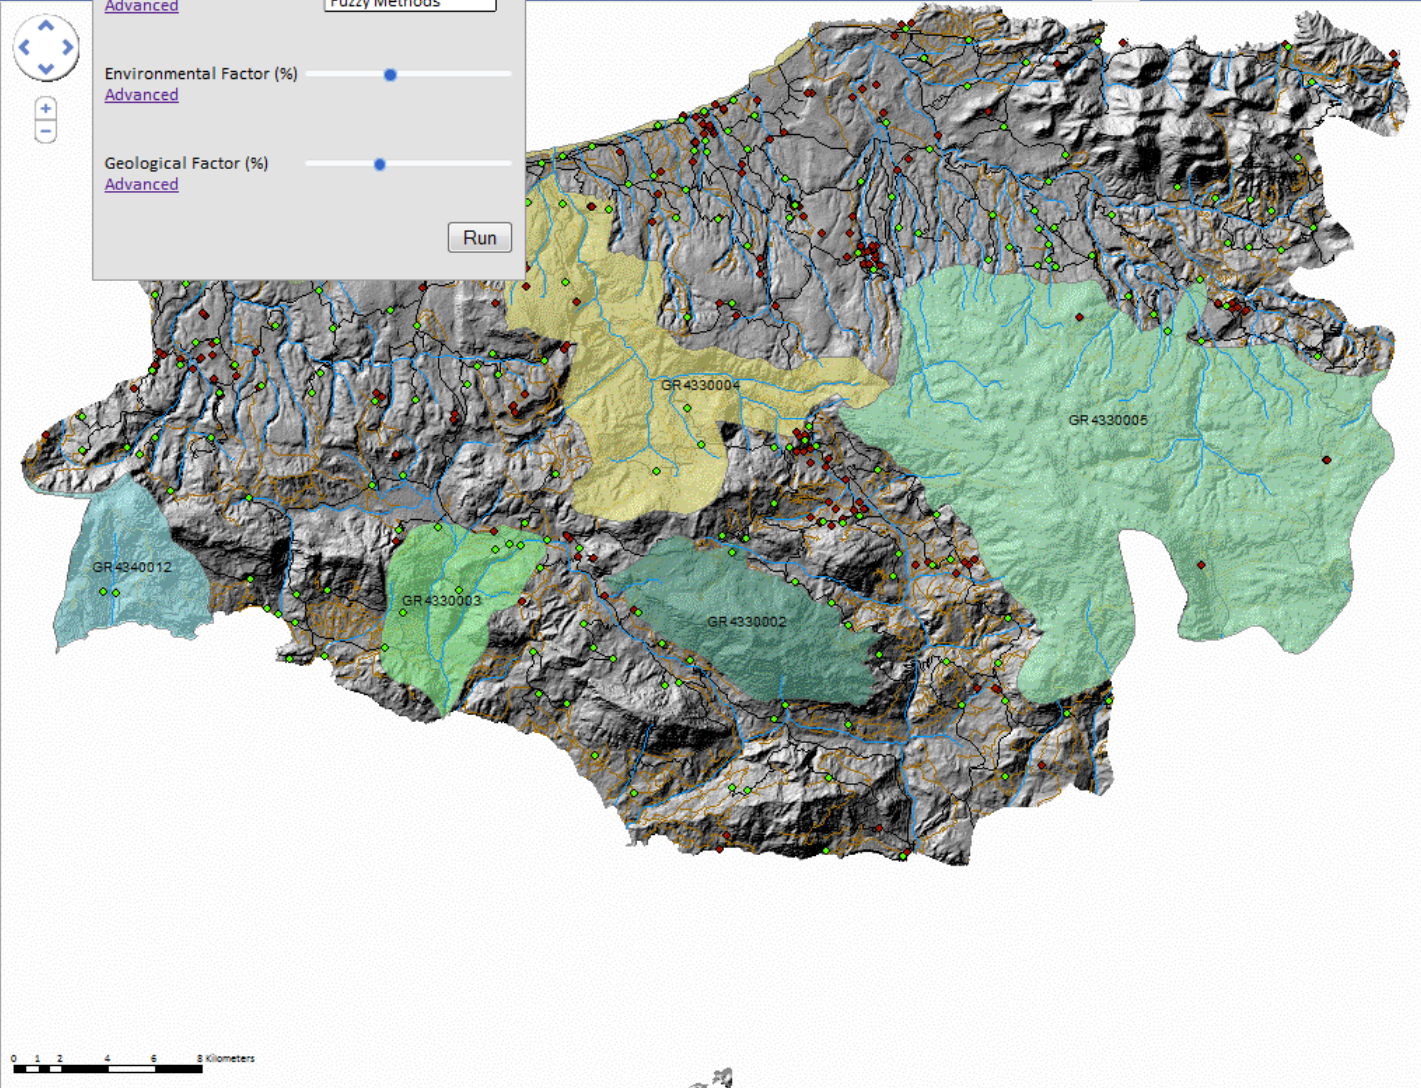 Advanced
Fuzzy Methods
Environmental Factor (%)
Advanced
Geological Factor (%)
Advanced
Run
GR4330004
GR4330005
GR4340012
GR4330003
GR4330002
0 1 2 4 6 8 Kilometers